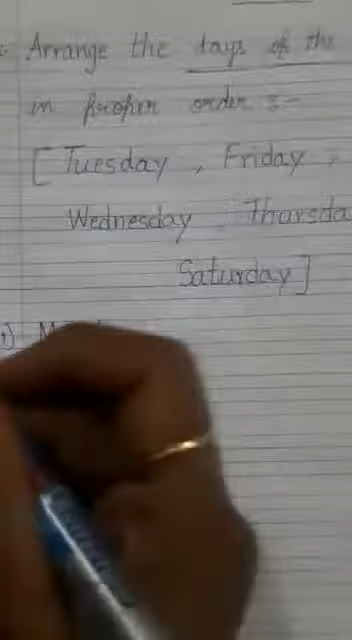 Arrange the days of the
in proper order :-
[ Tuesday , Friday ,
Wednesday Thursda
Saturday ]